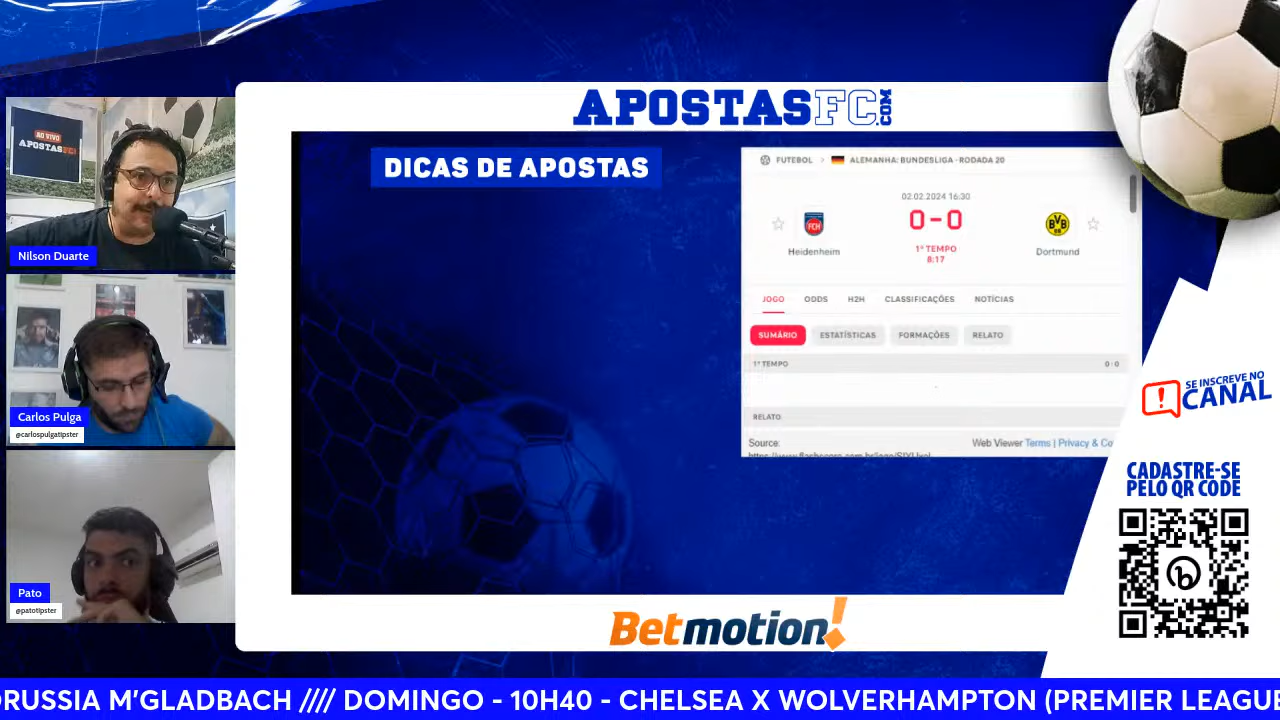 APOSTASFC.COM
AO VIVO
APOSTASFC!
Nilson Duarte
Carlos Pulga
@carlospulgatipster
Pato
@patotipster
DICAS DE APOSTAS
FUTEBOL > ALEMANHA: BUNDESLIGA - RODADA 20
02.02.2024 16:30
0 - 0
1º TEMPO
8:17
Heidenheim
Dortmund
JOGO ODDS H2H CLASSIFICAÇÕES NOTÍCIAS
SUMÁRIO ESTATÍSTICAS FORMAÇÕES RELATO
1º TEMPO 0 : 0
RELATO
Source:
Web Viewer Terms | Privacy & Co
SE INSCREVE NO
CANAL
CADASTRE-SE
PELO QR CODE
Betmotion!
ORUSSIA M'GLADBACH //// DOMINGO - 10H40 - CHELSEA X WOLVERHAMPTON (PREMIER LEAGUE